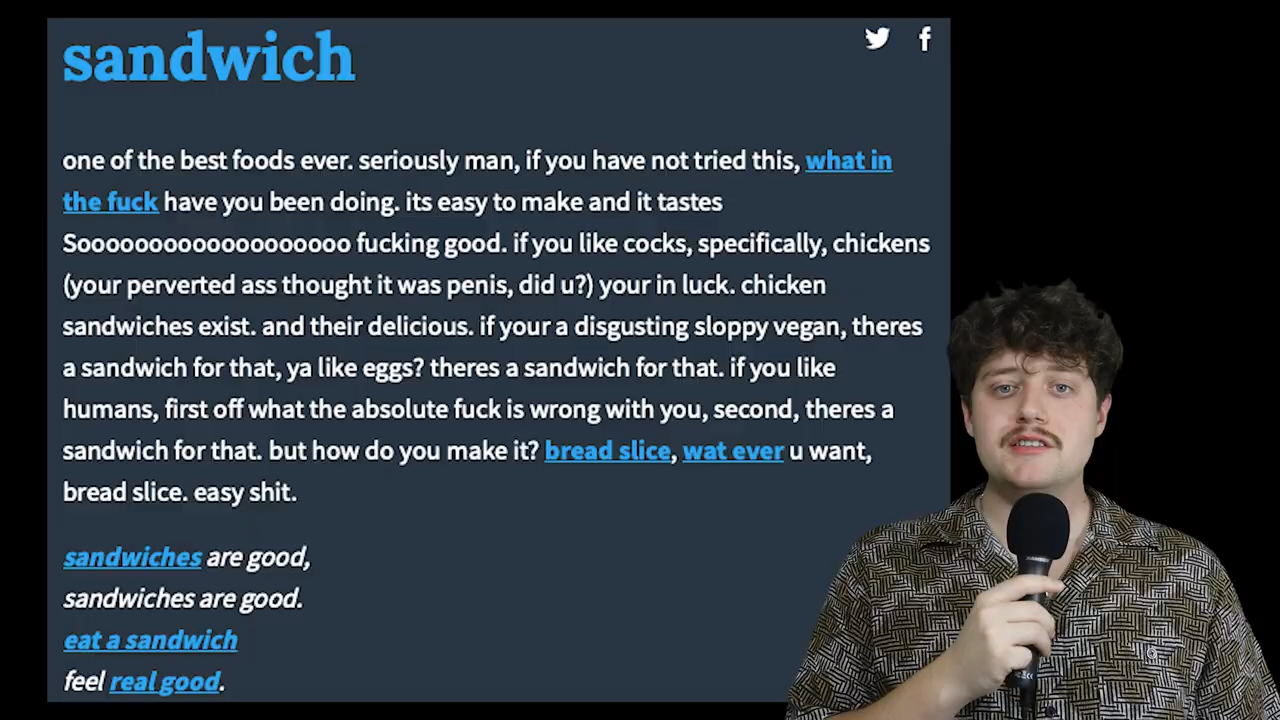 sandwich
one of the best foods ever. seriously man, if you have not tried this, what in
the fuck have you been doing. its easy to make and it tastes
Sooooooooooooooooooo fucking good. if you like cocks, specifically, chickens
(your perverted ass thought it was penis, did u?) your in luck. chicken
sandwiches exist. and their delicious. if your a disgusting sloppy vegan, theres
a sandwich for that, ya like eggs? theres a sandwich for that. if you like
humans, first off what the absolute fuck is wrong with you, second, theres a
sandwich for that. but how do you make it? bread slice, wat ever u want,
bread slice. easy shit.
sandwiches are good,
sandwiches are good.
eat a sandwich
feel real good.